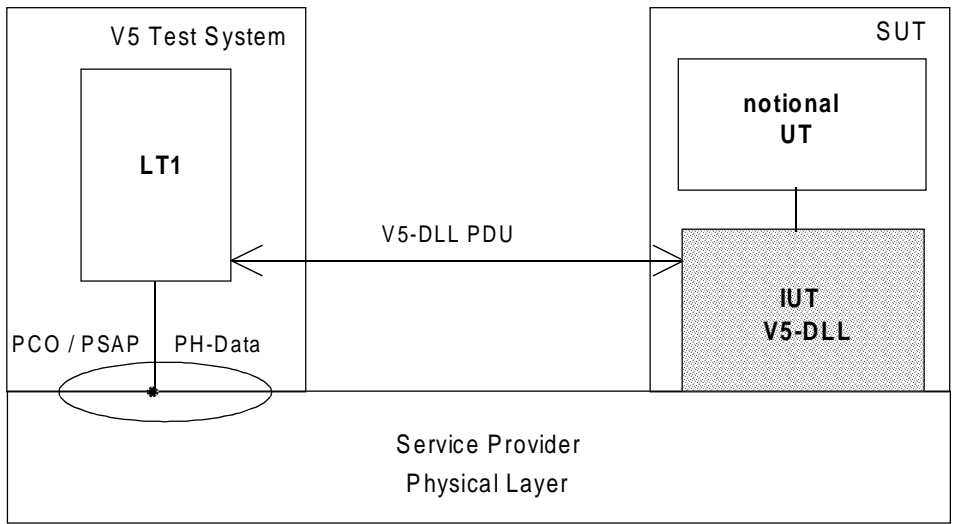 V5 Test System
SUT
notional
UT
LT1
V5-DLL PDU
IUT
V5-DLL
PCO / PSAP
PH-Data
Service Provider
Physical Layer